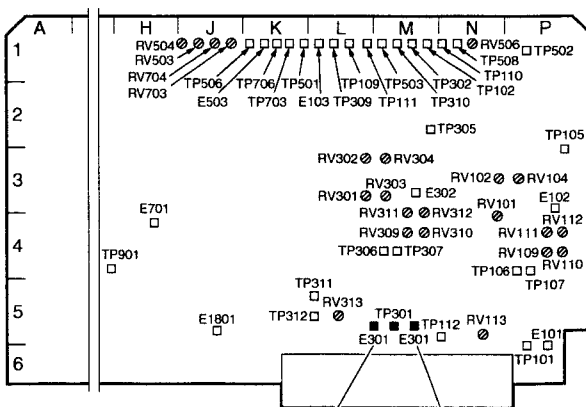 A H J K L M N P
1 RV504 RV506 TP502
RV503 TP508
RV704 TP506 TP706 TP501 TP109 TP503 TP302 TP110
RV703 E503 TP703 E103 TP309 TP111 TP310 TP102
2 TP305 TP105
RV302 RV304
3 RV102 RV104
RV301 RV303 E302 RV101 E102
E701 RV311 RV312 RV112
RV309 RV310 RV111
4 TP306 TP307 RV109
TP901 TP106 RV110
TP311 TP107
5 TP312 RV313 TP301 TP112 RV113
E1801 E301 E301 E101
6 TP101